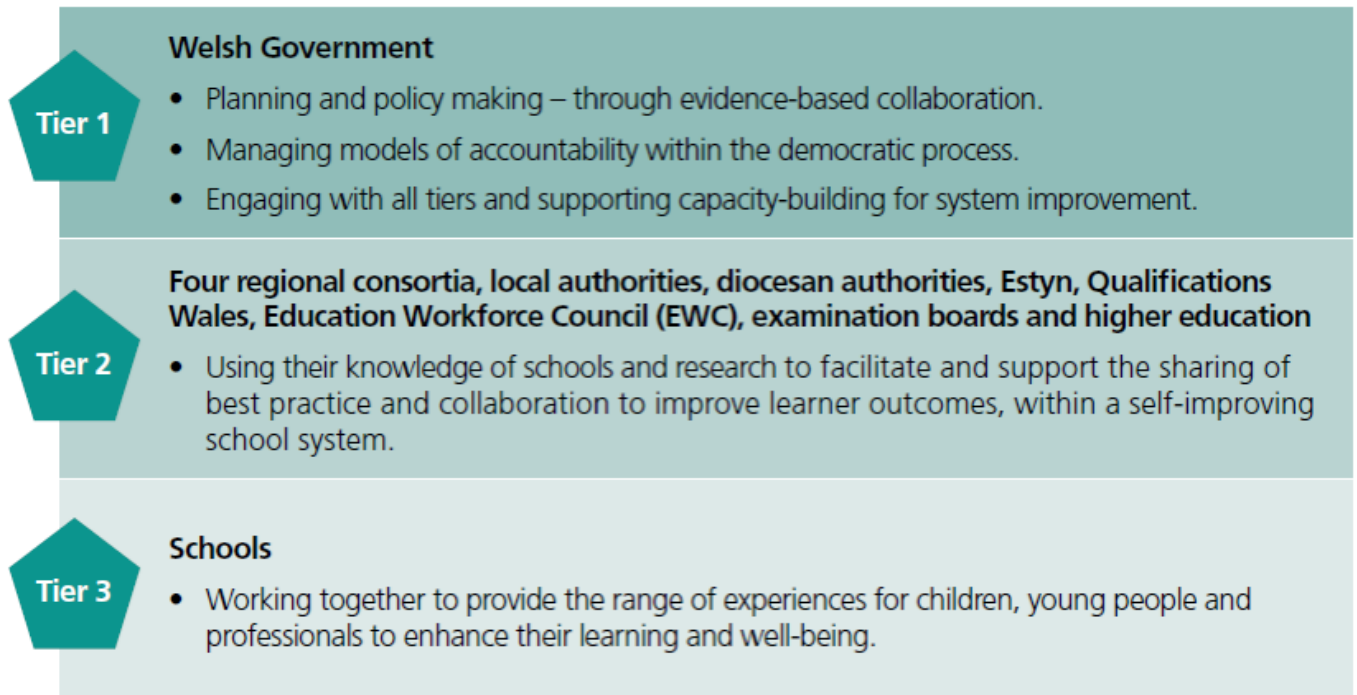 Tier 1
Welsh Government
• Planning and policy making – through evidence-based collaboration.
• Managing models of accountability within the democratic process.
• Engaging with all tiers and supporting capacity-building for system improvement.
Tier 2
Four regional consortia, local authorities, diocesan authorities, Estyn, Qualifications
Wales, Education Workforce Council (EWC), examination boards and higher education
• Using their knowledge of schools and research to facilitate and support the sharing of
best practice and collaboration to improve learner outcomes, within a self-improving
school system.
Tier 3
Schools
• Working together to provide the range of experiences for children, young people and
professionals to enhance their learning and well-being.